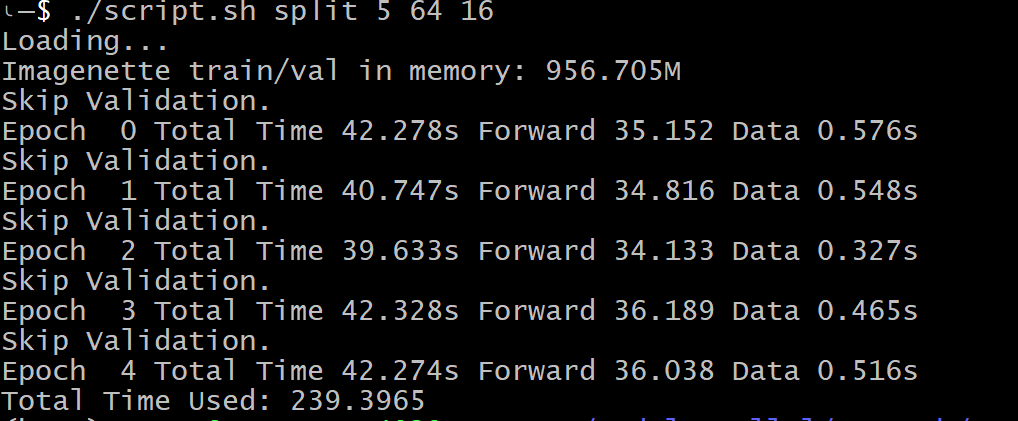 ╰─$ ./script.sh split 5 64 16
Loading...
Imagenette train/val in memory: 956.705M
Skip Validation.
Epoch  0 Total Time 42.278s Forward 35.152 Data 0.576s
Skip Validation.
Epoch  1 Total Time 40.747s Forward 34.816 Data 0.548s
Skip Validation.
Epoch  2 Total Time 39.633s Forward 34.133 Data 0.327s
Skip Validation.
Epoch  3 Total Time 42.328s Forward 36.189 Data 0.465s
Skip Validation.
Epoch  4 Total Time 42.274s Forward 36.038 Data 0.516s
Total Time Used: 239.3965